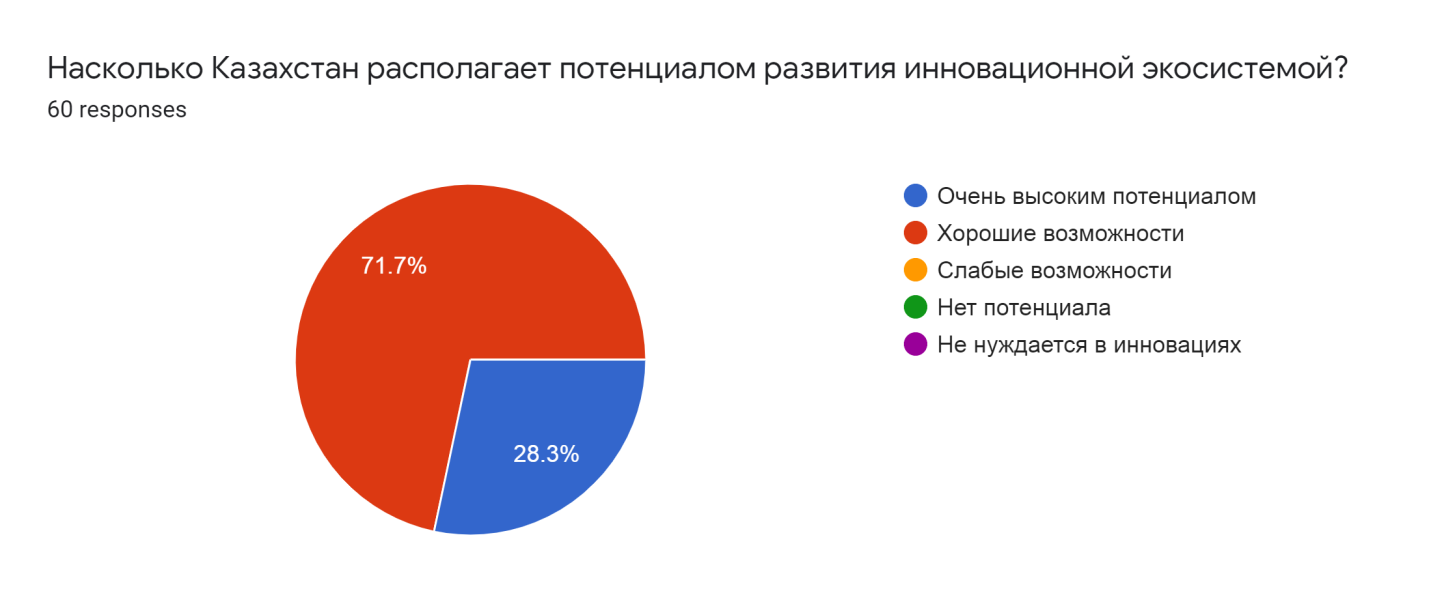 Насколько Казахстан располагает потенциалом развития инновационной экосистемой?
60 responses
71.7%
28.3%
Очень высоким потенциалом
Хорошие возможности
Слабые возможности
Нет потенциала
Не нуждается в инновациях